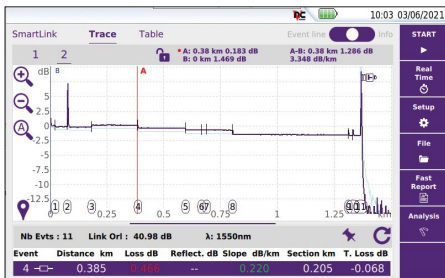 10:03 03/06/2021
SmartLink Trace Table Event line info
1 2 A: 0.38 km 0.183 dB A-B: 0.38 km 1.286 dB
B: 0 km 1.469 dB 3.348 dB/km
dB B A
5
2.5
0
-2.5
-5
-7.5
-10
-12.5
1 2 3 4 5 6 7 8 11
0 0.25 0.5 0.75 1 1.25 km
Nb Evts : 11 Link Orl : 40.98 dB λ: 1550nm
Event Distance km Loss dB Reflect. dB Slope dB/km Section km T. Loss dB
4 0.385 0.466 -- 0.220 0.205 -0.068
START
Real
Time
Setup
File
Fast
Report
Analysis